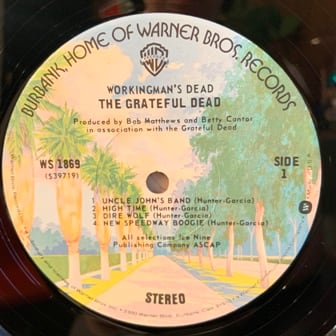 BURBANK, HOME OF WARNER BROS. RECORDS
WORKINGMAN'S DEAD
THE GRATEFUL DEAD
Produced by Bob Matthews and Betty Cantor
in association with the Grateful Dead
WS 1869
(S39719)
SIDE
1
1 UNCLE JOHN'S BAND (Hunter-Garcia)
2 HIGH TIME (Hunter-Garcia)
3 DIRE WOLF (Hunter-Garcia)
4 NEW SPEEDWAY BOOGIE (Hunter-Garcia)
All selections Ice Nine
Publishing Company ASCAP
STEREO